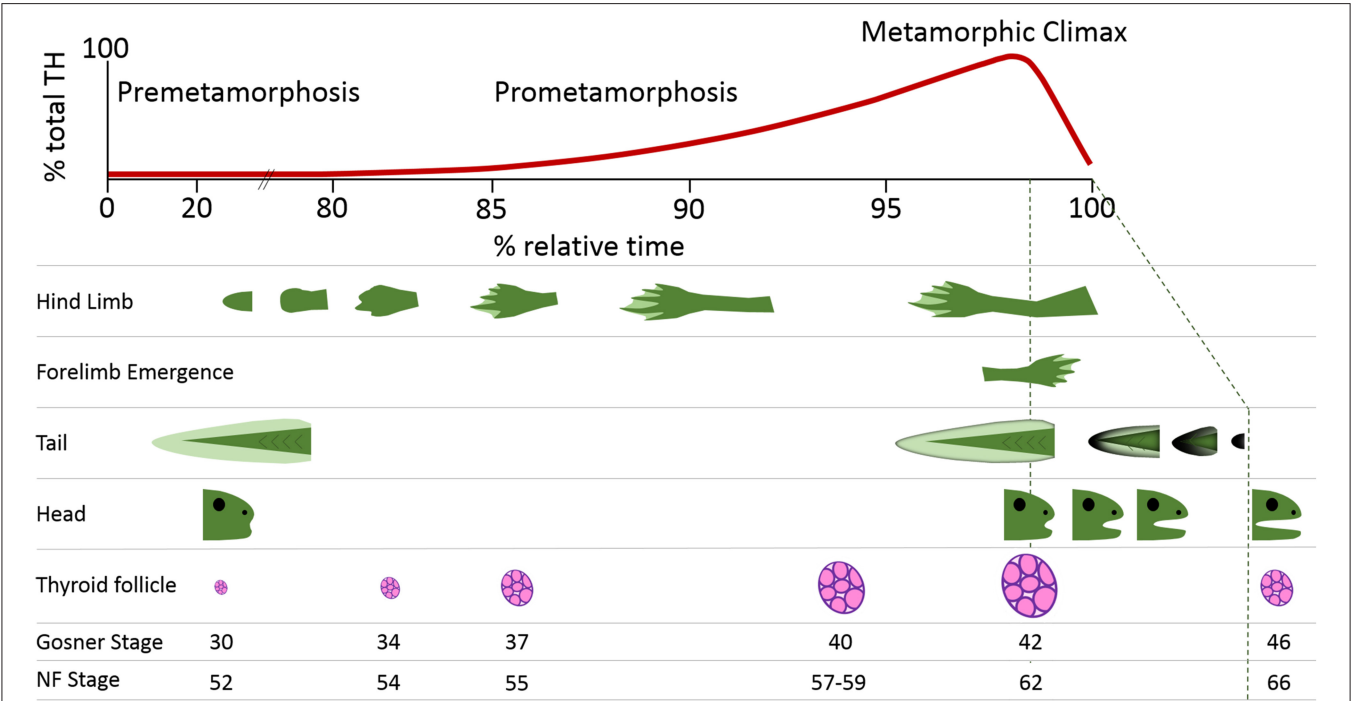 Metamorphic Climax
100
% total TH
Premetamorphosis
Prometamorphosis
0 20 80 85 90 95 100
% relative time
Hind Limb
Forelimb Emergence
Tail
Head
Thyroid follicle
Gosner Stage 30 34 37 40 42 46
NF Stage 52 54 55 57-59 62 66